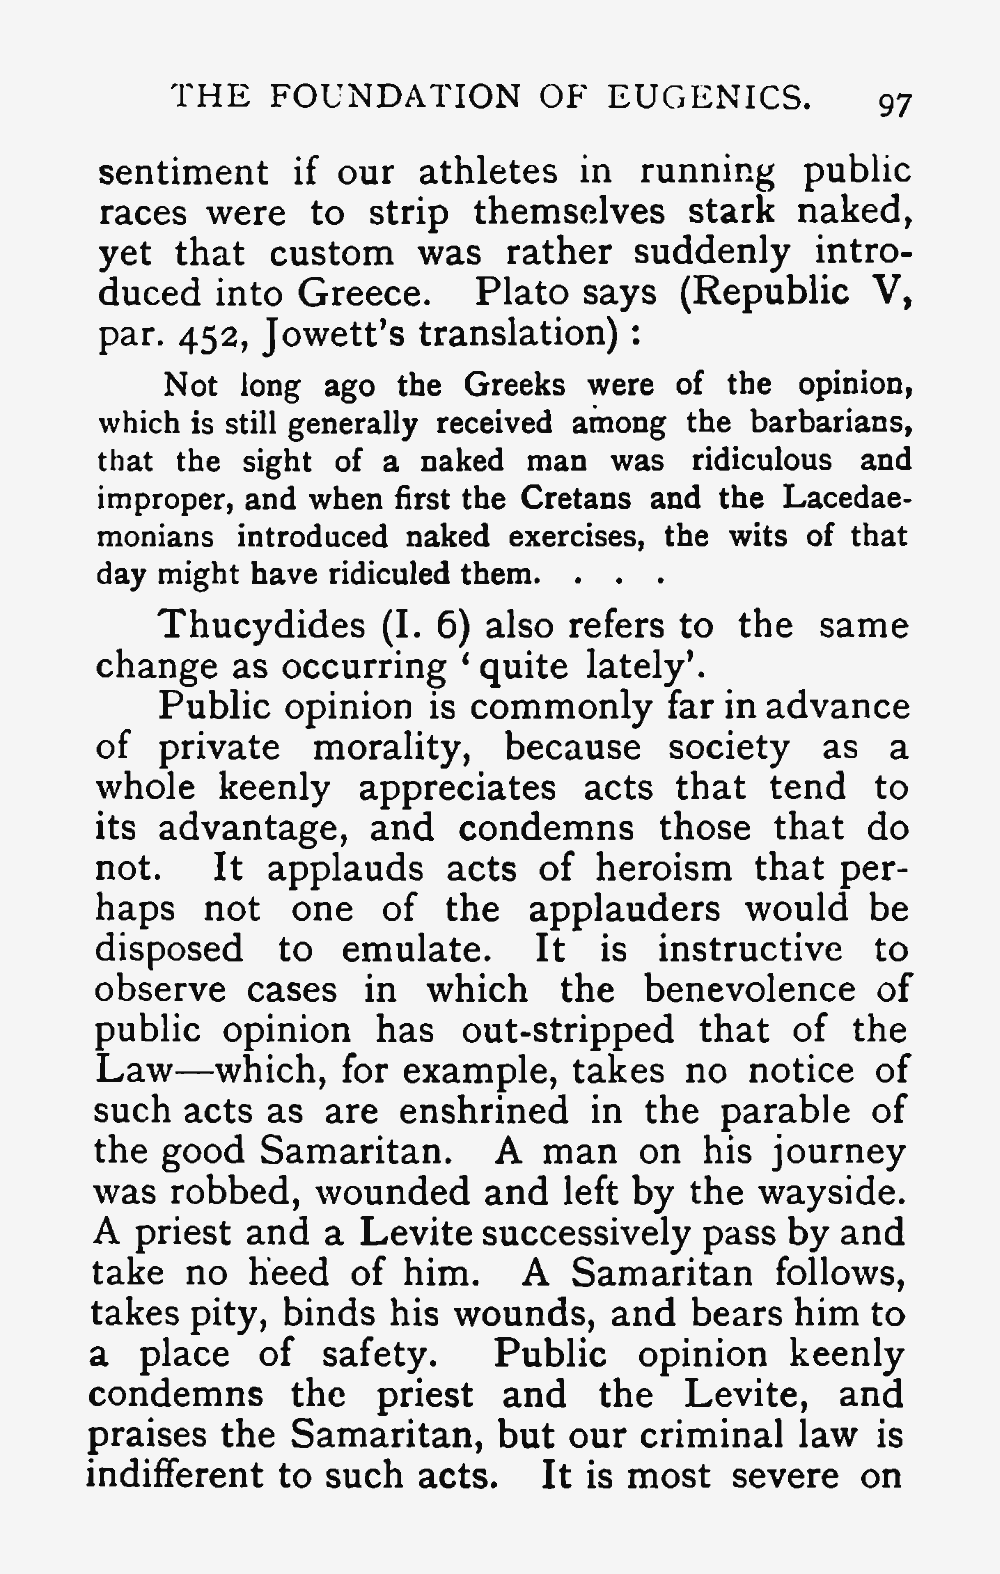 THE FOUNDATION OF EUGENICS. 97
sentiment if our athletes in running public
races were to strip themselves stark naked,
yet that custom was rather suddenly intro-
duced into Greece. Plato says (Republic V,
par. 452, Jowett's translation) :
Not long ago the Greeks were of the opinion,
which is still generally received among the barbarians,
that the sight of a naked man was ridiculous and
improper, and when first the Cretans and the Lacedae-
monians introduced naked exercises, the wits of that
day might have ridiculed them. . . .
Thucydides (I. 6) also refers to the same
change as occurring ‘ quite lately’.
Public opinion is commonly far in advance
of private morality, because society as a
whole keenly appreciates acts that tend to
its advantage, and condemns those that do
not. It applauds acts of heroism that per-
haps not one of the applauders would be
disposed to emulate. It is instructive to
observe cases in which the benevolence of
public opinion has out-stripped that of the
Law—which, for example, takes no notice of
such acts as are enshrined in the parable of
the good Samaritan. A man on his journey
was robbed, wounded and left by the wayside.
A priest and a Levite successively pass by and
take no heed of him. A Samaritan follows,
takes pity, binds his wounds, and bears him to
a place of safety. Public opinion keenly
condemns the priest and the Levite, and
praises the Samaritan, but our criminal law is
indifferent to such acts. It is most severe on